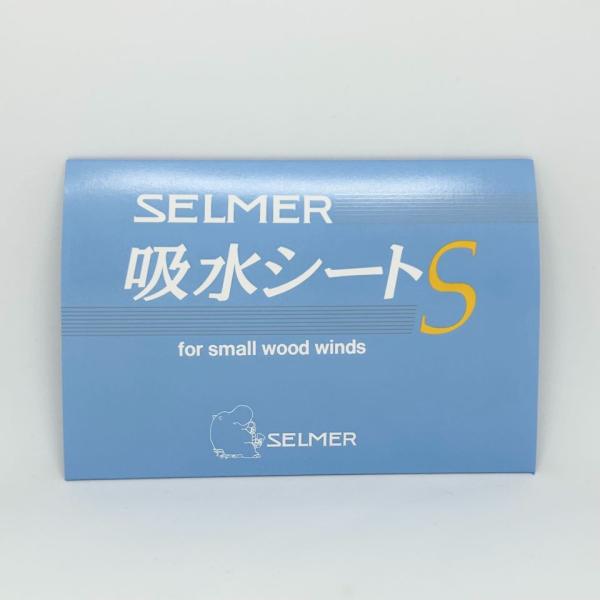 SELMER
吸水シートS
for small wood winds
SELMER